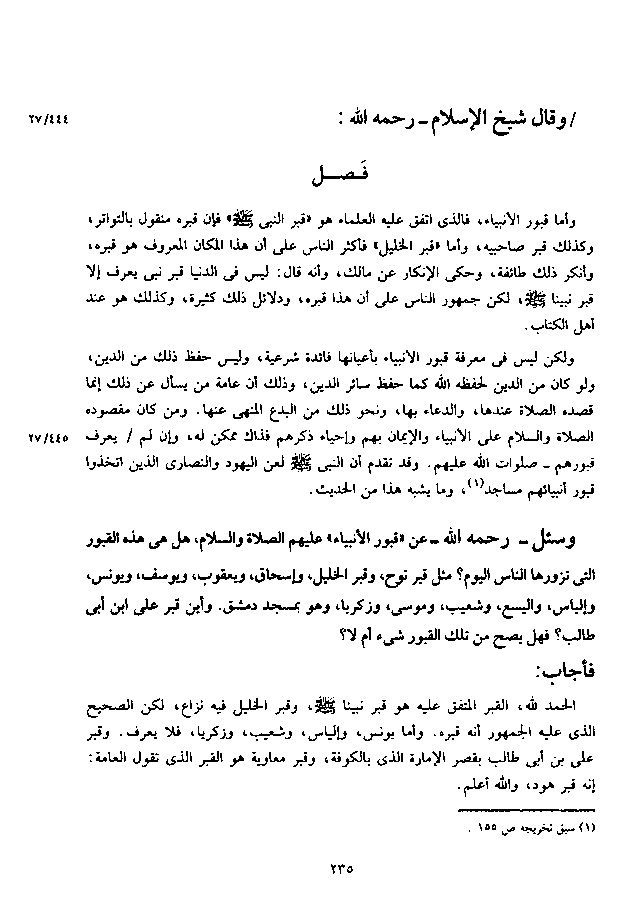 / وقال شيخ الإسلام ـ رحمه الله : ٢٧/٤٤٤
فَـصــل
وأما قبور الأنبياء، فالذى اتفق عليه العلماء هو «قبر النبى ﷺ» فإن قبره منقول بالتواتر،
وكذلك قبر صاحبيه، وأما «قبر الخليل» فأكثر الناس على أن هذا المكان المعروف هو قبره،
وأنكر ذلك طائفة، وحكى الإنكار عن مالك، وأنه قال: ليس فى الدنيا قبر نبى يعرف إلا
قبر نبينا ﷺ، لكن جمهور الناس على أن هذا قبره، ودلائل ذلك كثيرة، وكذلك هو عند
أهل الكتاب.
ولكن ليس فى معرفة قبور الأنبياء بأعيانها فائدة شرعية، وليس حفظ ذلك من الدين،
ولو كان من الدين لحفظه الله كما حفظ سائر الدين، وذلك أن عامة من يسأل عن ذلك إنما
قصده الصلاة عندها، والدعاء بها، ونحو ذلك من البدع المنهى عنها. ومن كان مقصوده
الصلاة والسلام على الأنبياء والإيمان بهم وإحياء ذكرهم فذاك ممكن له، وإن لم / يعرف ٢٧/٤٤٥
قبورهم ـ صلوات الله عليهم. وقد تقدم أن النبى ﷺ لعن اليهود والنصارى الذين اتخذوا
قبور أنبيائهم مساجد(١)، وما يشبه هذا من الحديث.
وسئل ـ رحمه الله ـ عن «قبور الأنبياء» عليهم الصلاة والسلام، هل هى هذه القبور
التى تزورها الناس اليوم؟ مثل قبر نوح، وقبر الخليل، وإسحاق، ويعقوب، ويوسف، ويونس،
وإلياس، واليسع، وشعيب، وموسى، وزكريا، وهو بمسجد دمشق. وأين قبر على ابن أبى
طالب؟ فهل يصح من تلك القبور شىء أم لا؟
فأجاب:
الحمد لله، القبر المتفق عليه هو قبر نبينا ﷺ، وقبر الخليل فيه نزاع، لكن الصحيح
الذى عليه الجمهور أنه قبره. وأما يونس، وإلياس، وشعيب، وزكريا، فلا يعرف. وقبر
على بن أبى طالب بقصر الإمارة الذى بالكوفة، وقبر معاوية هو القبر الذى تقول العامة:
إنه قبر هود، والله أعلم.
(١) سبق تخريجه ص ١٥٥ .
٢٣٥